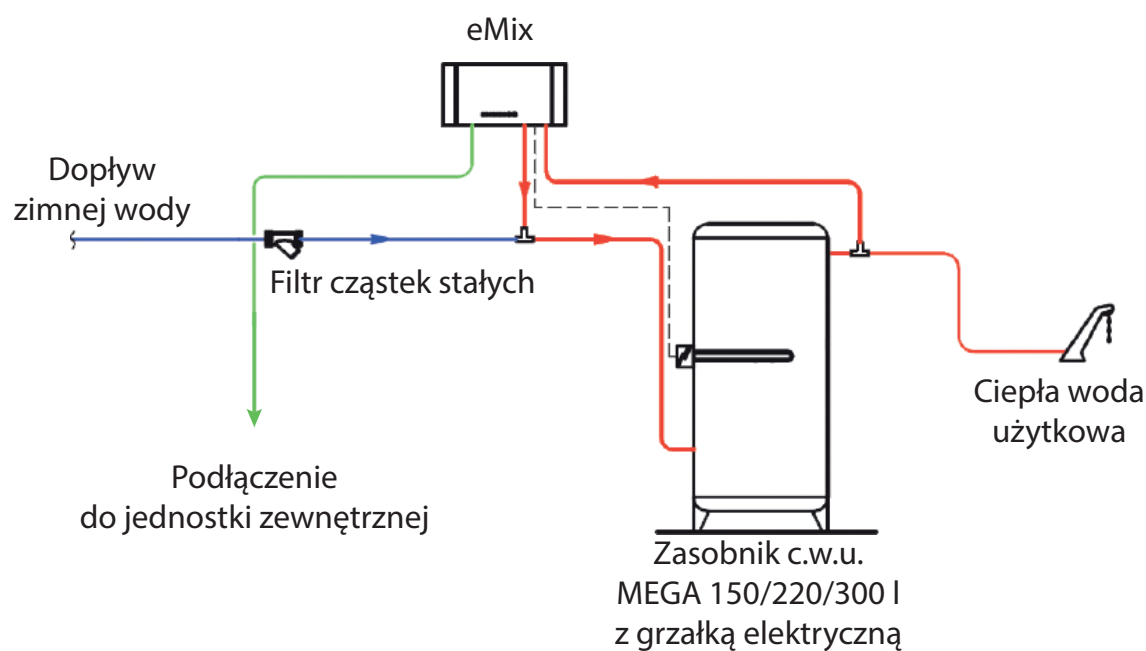 eMix
Dopływ
zimnej wody
Filtr cząstek stałych
Ciepła woda
użytkowa
Podłączenie
do jednostki zewnętrznej
Zasobnik c.w.u.
MEGA 150/220/300 l
z grzałką elektryczną